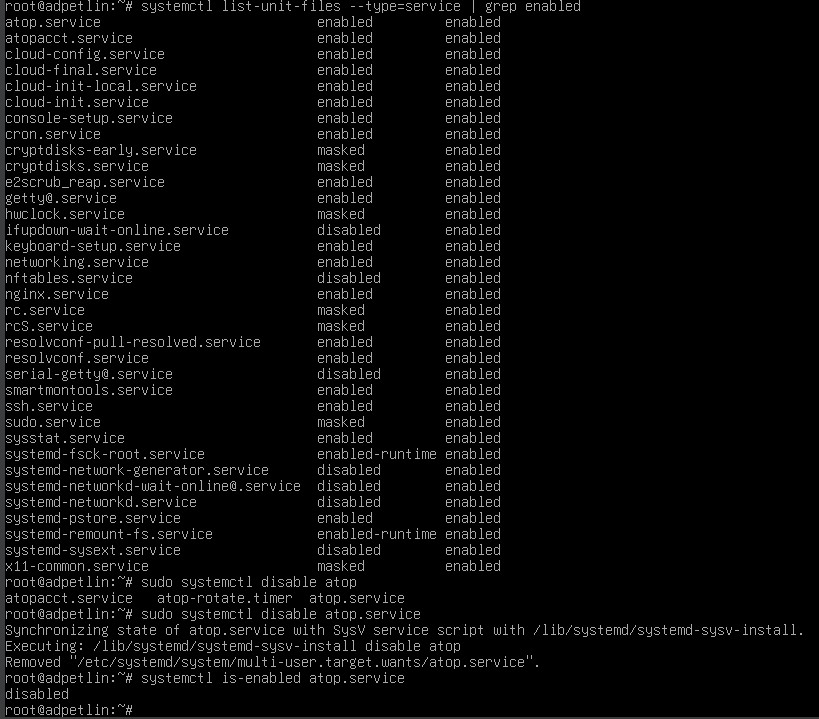 root@adpetlin:~# systemctl list-unit-files --type=service | grep enabled
atop.service enabled enabled
atopacct.service enabled enabled
cloud-config.service enabled enabled
cloud-final.service enabled enabled
cloud-init-local.service enabled enabled
cloud-init.service enabled enabled
console-setup.service enabled enabled
cron.service enabled enabled
cryptdisks-early.service masked enabled
cryptdisks.service masked enabled
e2scrub_reap.service enabled enabled
getty@.service enabled enabled
hwclock.service masked enabled
ifupdown-wait-online.service disabled enabled
keyboard-setup.service enabled enabled
networking.service enabled enabled
nftables.service disabled enabled
nginx.service enabled enabled
rc.service masked enabled
rcS.service masked enabled
resolvconf-pull-resolved.service enabled enabled
resolvconf.service enabled enabled
serial-getty@.service disabled enabled
smartmontools.service enabled enabled
ssh.service enabled enabled
sudo.service masked enabled
sysstat.service enabled enabled
systemd-fsck-root.service enabled-runtime enabled
systemd-network-generator.service disabled enabled
systemd-networkd-wait-online@.service disabled enabled
systemd-networkd.service disabled enabled
systemd-pstore.service enabled enabled
systemd-remount-fs.service enabled-runtime enabled
systemd-sysext.service disabled enabled
x11-common.service masked enabled
root@adpetlin:~# sudo systemctl disable atop
atopacct.service atop-rotate.timer atop.service
root@adpetlin:~# sudo systemctl disable atop.service
Synchronizing state of atop.service with SysV service script with /lib/systemd/systemd-sysv-install.
Executing: /lib/systemd/systemd-sysv-install disable atop
Removed "/etc/systemd/system/multi-user.target.wants/atop.service".
root@adpetlin:~# systemctl is-enabled atop.service
disabled
root@adpetlin:~#